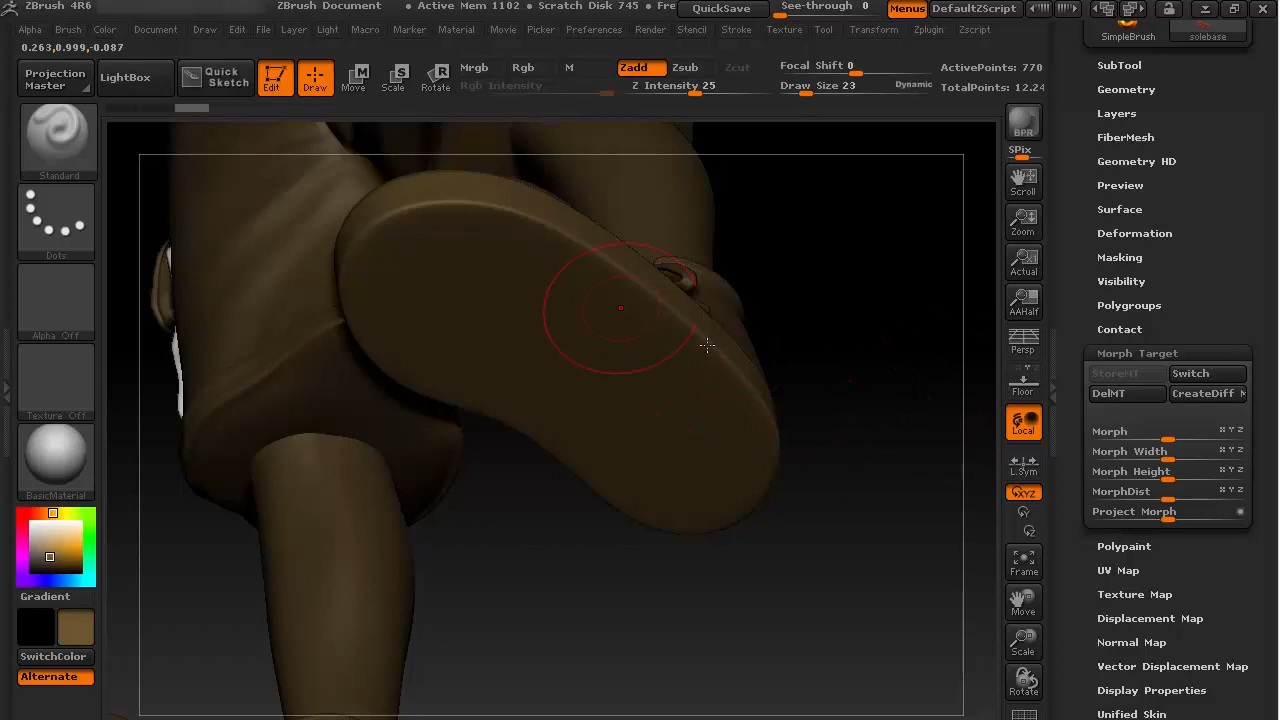 ZBrush 4R6
ZBrush Document
• Active Mem 1102 • Scratch Disk 745 • Fre
QuickSave
See-through 0
Menus
DefaultZScript
Alpha Brush Color Document Draw Edit File Layer Light Macro Marker Material Movie Picker Preferences Render Stencil Stroke Texture Tool Transform Zplugin Zscript
SimpleBrush
solebase
0.263,0.999,-0.087
Projection Master
LightBox
Quick Sketch
Edit
Draw
Move
Scale
Rotate
Mrgb
Rgb
M
Zadd
Zsub
Zcut
Rgb Intensity
Z Intensity 25
Focal Shift 0
Draw Size 23
Dynamic
ActivePoints: 770
TotalPoints: 12.24
Standard
Dots
Alpha Off
Texture Off
BasicMaterial
Gradient
SwitchColor
Alternate
BPR
SPix
Scroll
Zoom
Actual
AAHalf
Persp
X Y Z
Floor
Local
L.Sym
XYZ
Y
Z
Frame
Move
Scale
Rotate
SubTool
Geometry
Layers
FiberMesh
Geometry HD
Preview
Surface
Deformation
Masking
Visibility
Polygroups
Contact
Morph Target
StoreMT
Switch
DelMT
CreateDiff M
Morph X Y Z
Morph Width X Y Z
Morph Height X Y Z
MorphDist X Y Z
Project Morph
Polypaint
UV Map
Texture Map
Displacement Map
Normal Map
Vector Displacement Map
Display Properties
Unified Skin